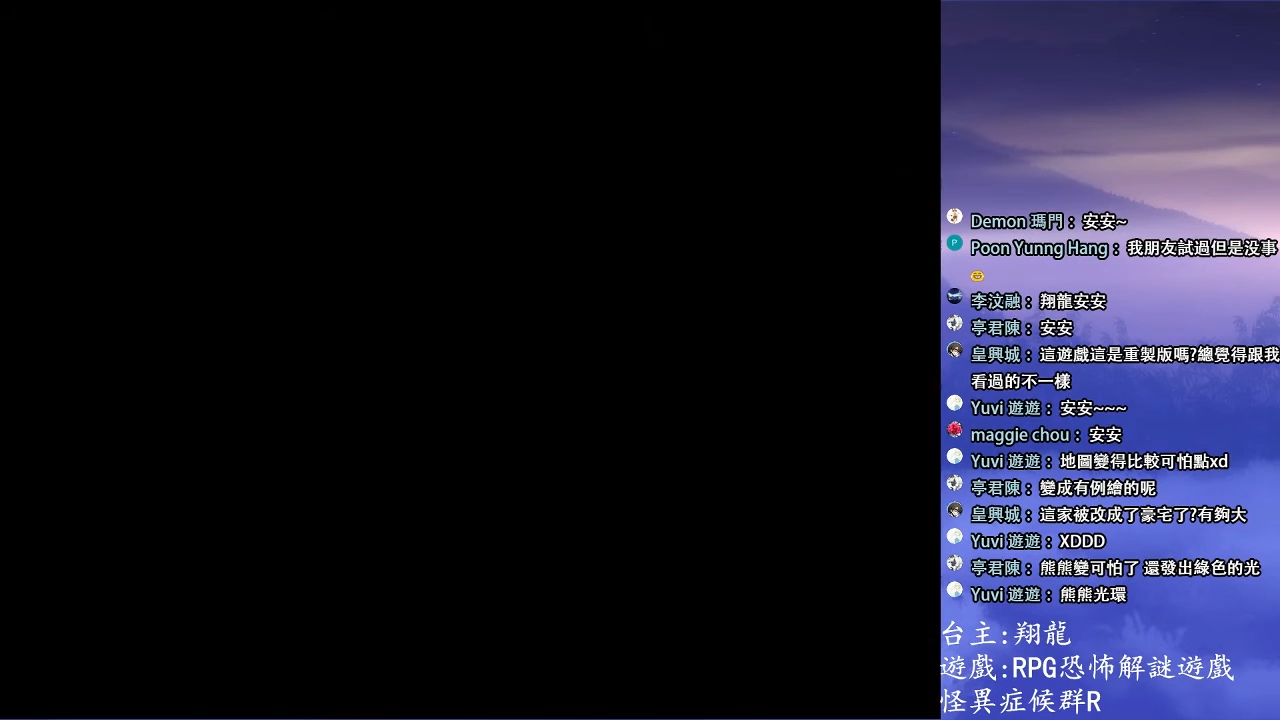 Demon 瑪門： 安安~
Poon Yunng Hang： 我朋友試過但是没事
李汶融： 翔龍安安
亭君陳： 安安
皇興城： 這遊戲這是重製版嗎?總覺得跟我
看過的不一樣
Yuvi 遊遊： 安安~~~
maggie chou： 安安
Yuvi 遊遊： 地圖變得比較可怕點xd
亭君陳： 變成有例繪的呢
皇興城： 這家被改成了豪宅了?有夠大
Yuvi 遊遊： XDDD
亭君陳： 熊熊變可怕了 還發出綠色的光
Yuvi 遊遊： 熊熊光環
台主:翔龍
遊戲:RPG恐怖解謎遊戲
怪異症候群R